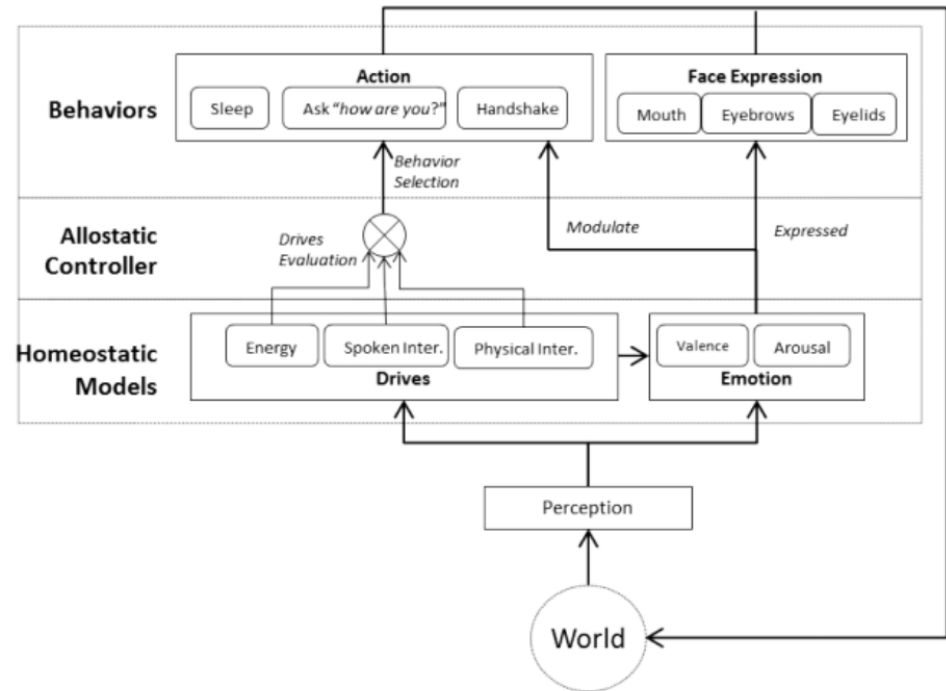 Action
Sleep
Ask "how are you?"
Handshake
Face Expression
Mouth
Eyebrows
Eyelids
Behaviors
Behavior
Selection
Allostatic
Controller
Drives
Evaluation
Modulate
Expressed
Homeostatic
Models
Energy
Spoken Inter.
Physical Inter.
Drives
Valence
Arousal
Emotion
Perception
World